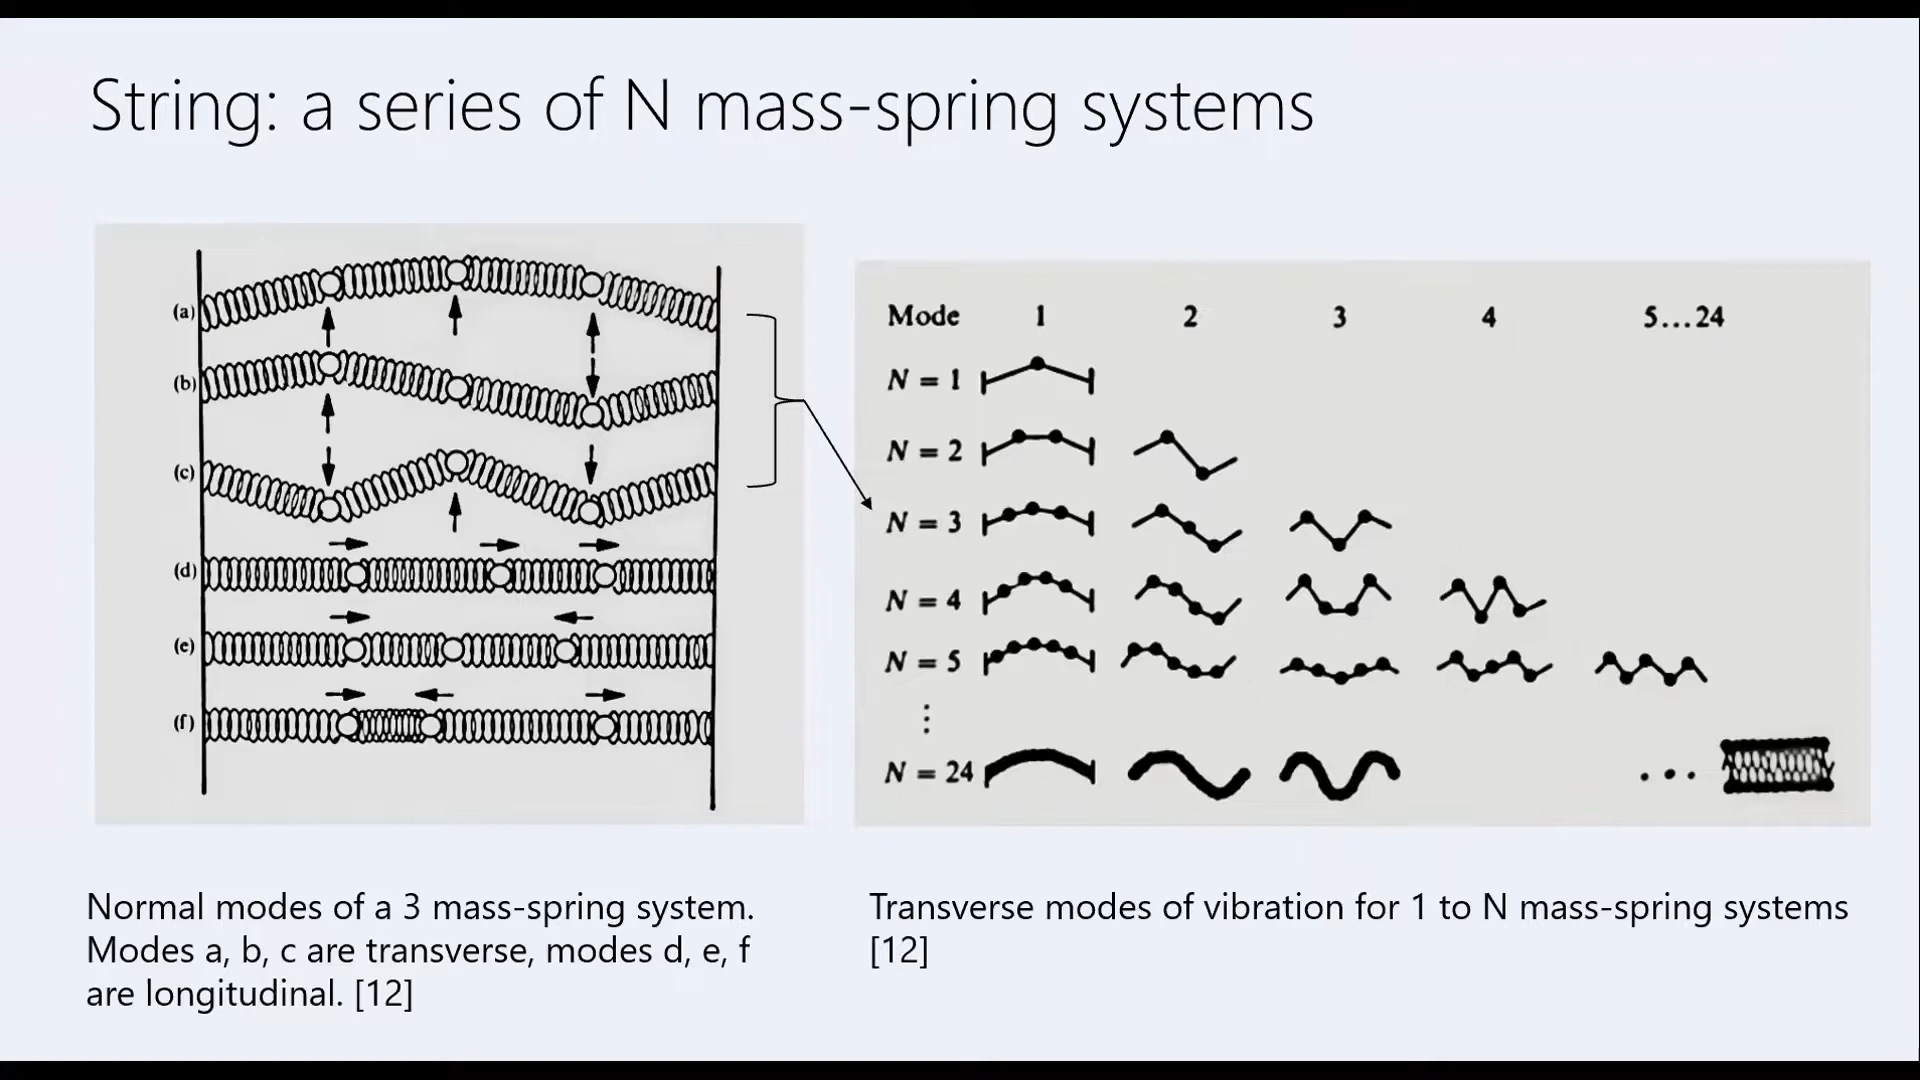 String: a series of N mass-spring systems
(a)
(b)
(c)
(d)
(e)
(f)
Mode 1 2 3 4 5...24
N = 1
N = 2
N = 3
N = 4
N = 5
⋮
N = 24 ...
Normal modes of a 3 mass-spring system.
Modes a, b, c are transverse, modes d, e, f
are longitudinal. [12]
Transverse modes of vibration for 1 to N mass-spring systems
[12]